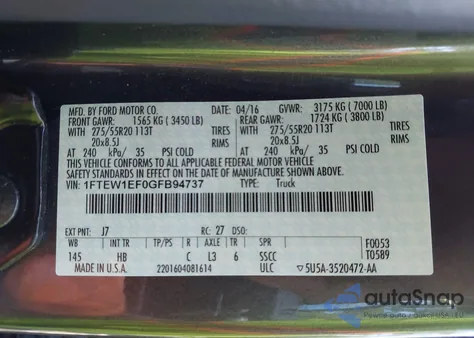 MFD. BY FORD MOTOR CO.
DATE: 04/16 GVWR: 3175 KG (7000 LB)
FRONT GAWR: 1565 KG (3450 LB) REAR GAWR: 1724 KG (3800 LB)
WITH 275/55R20 113T TIRES WITH 275/55R20 113T TIRES
20x8.5J RIMS 20x8.5J RIMS
AT 240 kPa/ 35 PSI COLD AT 240 kPa/ 35 PSI COLD
THIS VEHICLE CONFORMS TO ALL APPLICABLE FEDERAL MOTOR VEHICLE
SAFETY STANDARDS IN EFFECT ON THE DATE OF MANUFACTURE SHOWN ABOVE.
VIN: 1FTEW1EF0GFB94737
TYPE: Truck
EXT PNT: J7 RC: 27 DSO:
WB INT TR TP/PS R AXLE TR SPR F0053
145 HB C L3 6 SSCC T0589
MADE IN U.S.A. 2201604081614 ULC 5U5A-3520472-AA
autoSnap